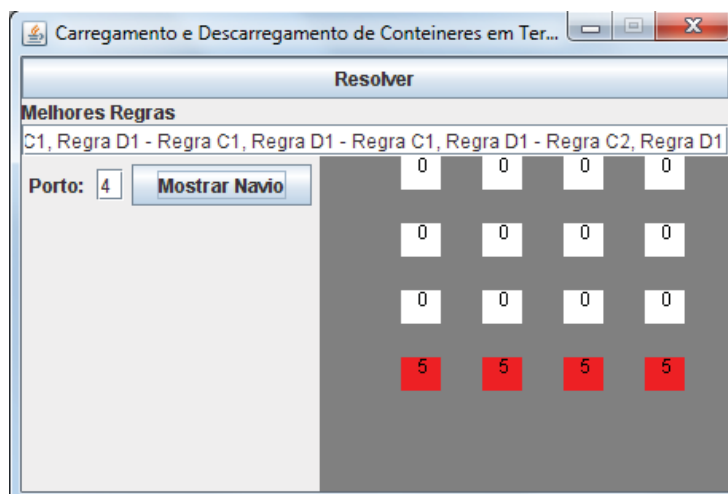 Carregamento e Descarregamento de Conteineres em Ter...
Resolver
Melhores Regras
C1, Regra D1 - Regra C1, Regra D1 - Regra C1, Regra D1 - Regra C2, Regra D1
Porto: 4 Mostrar Navio
0 0 0 0
0 0 0 0
0 0 0 0
5 5 5 5